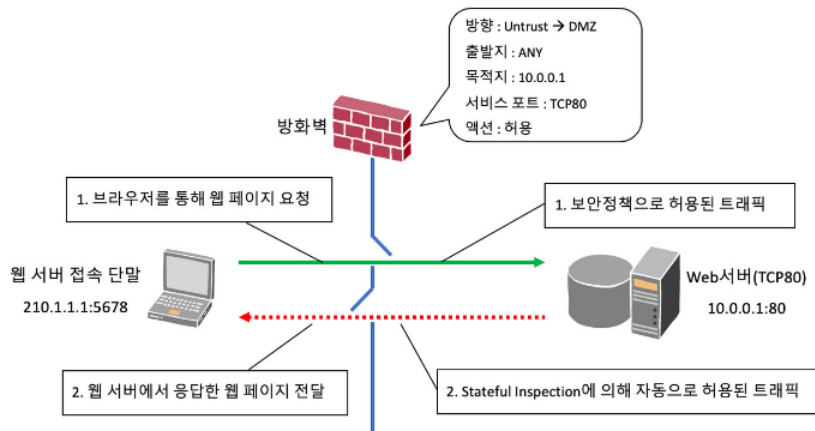 방향 : Untrust → DMZ
출발지 : ANY
목적지 : 10.0.0.1
서비스 포트 : TCP80
액션 : 허용
방화벽
1. 브라우저를 통해 웹 페이지 요청
1. 보안정책으로 허용된 트래픽
웹 서버 접속 단말
210.1.1.1:5678
Web서버(TCP80)
10.0.0.1:80
2. 웹 서버에서 응답한 웹 페이지 전달
2. Stateful Inspection에 의해 자동으로 허용된 트래픽